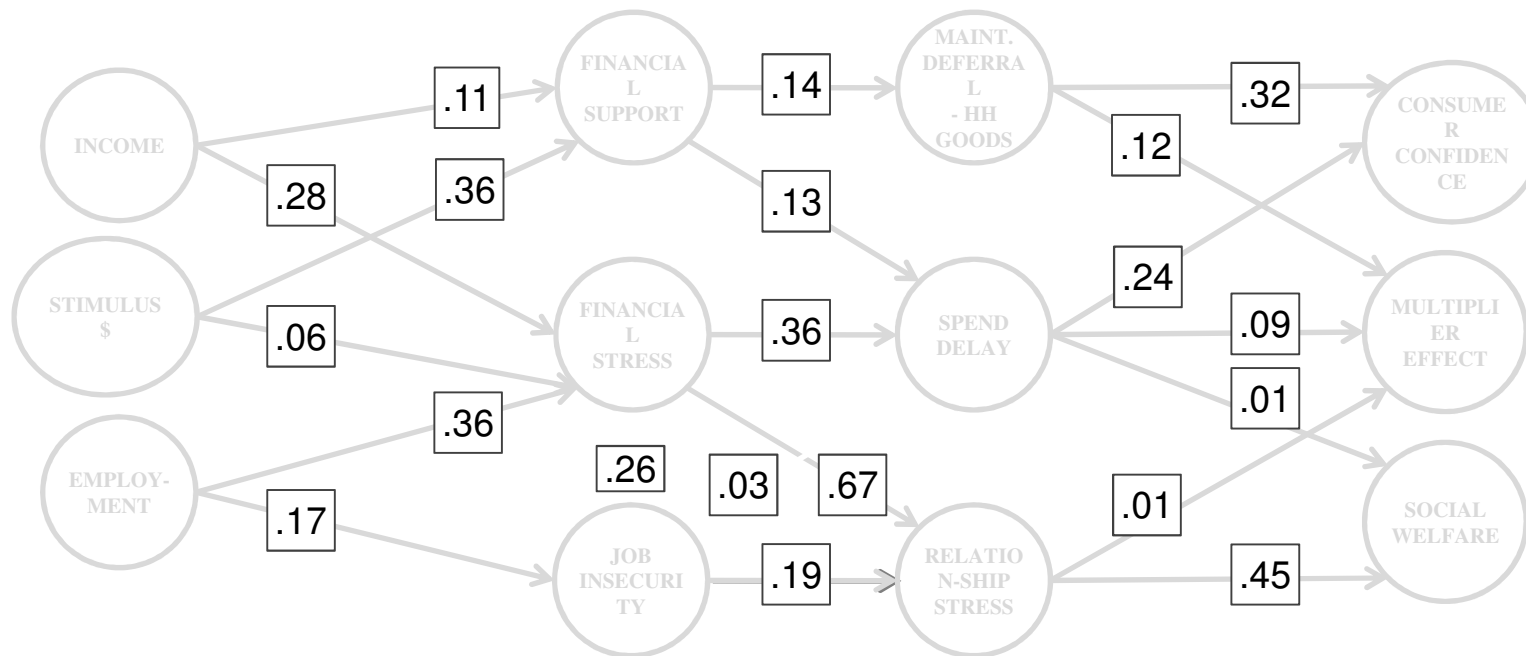 INCOME
STIMULUS
$
EMPLOY-
MENT
.11
.28
.36
.06
.36
.17
FINANCIA
L
SUPPORT
FINANCIA
L
STRESS
.26
JOB
INSECURI
TY
.14
.13
.36
.03
.67
.19
MAINT.
DEFERRA
L
- HH
GOODS
SPEND
DELAY
RELATIO
N-SHIP
STRESS
.32
.12
.24
.09
.01
.01
.45
CONSUME
R
CONFIDEN
CE
MULTIPLI
ER
EFFECT
SOCIAL
WELFARE